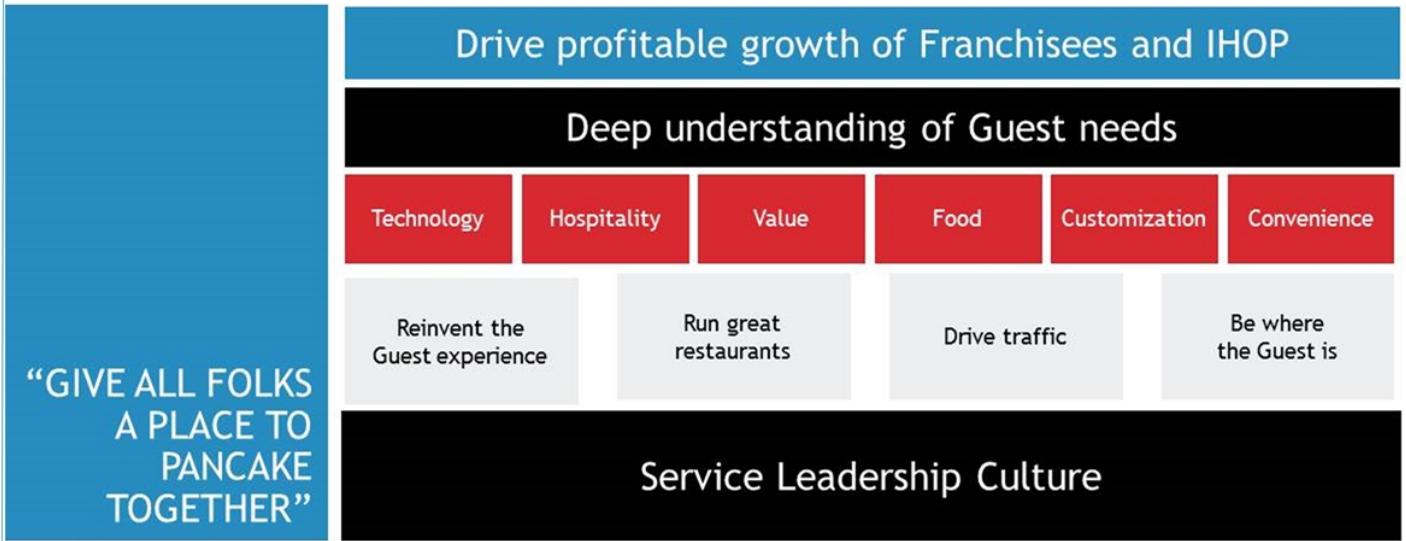 “GIVE ALL FOLKS
A PLACE TO
PANCAKE
TOGETHER”
Drive profitable growth of Franchisees and IHOP
Deep understanding of Guest needs
Technology
Hospitality
Value
Food
Customization
Convenience
Reinvent the
Guest experience
Run great
restaurants
Drive traffic
Be where
the Guest is
Service Leadership Culture